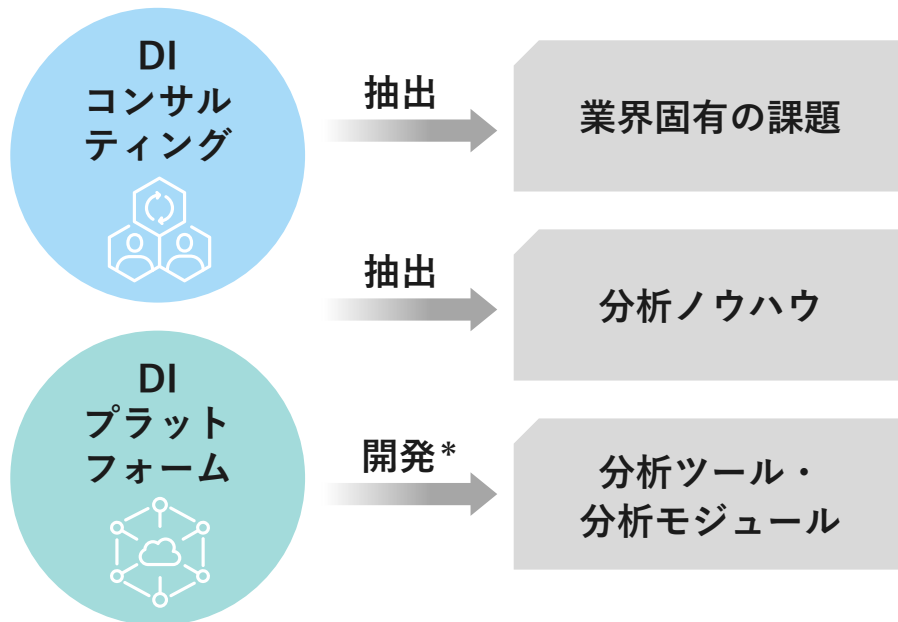 DI
コンサル
ティング
抽出
業界固有の課題
抽出
分析ノウハウ
DI
プラット
フォーム
開発*
分析ツール・
分析モジュール